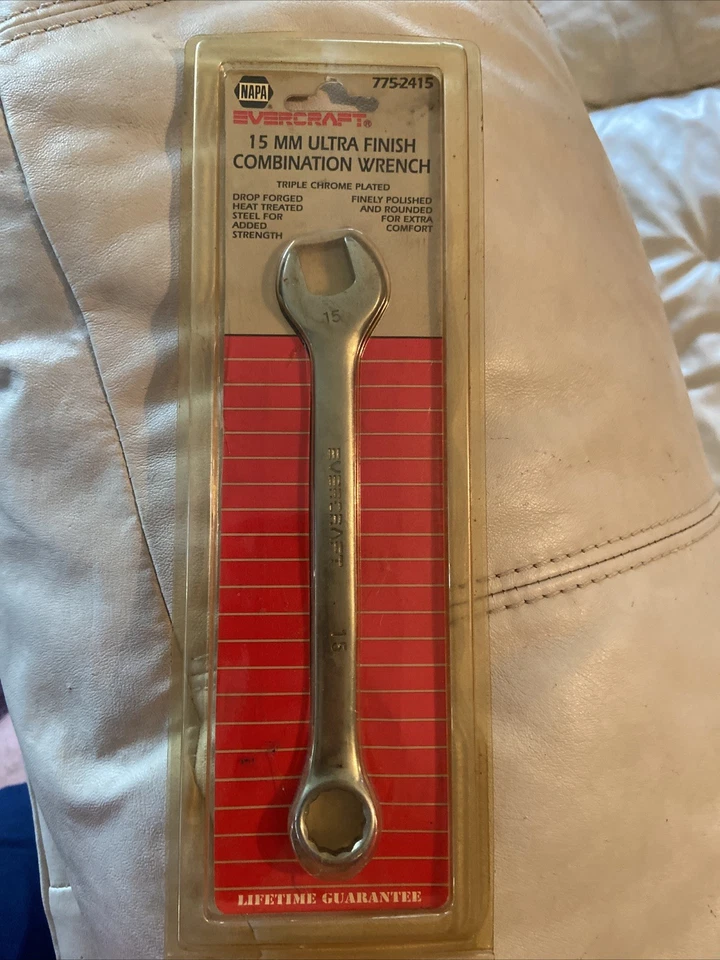 NAPA
775-2415
EVERCRAFT®
15 MM ULTRA FINISH
COMBINATION WRENCH
TRIPLE CHROME PLATED
DROP FORGED
HEAT TREATED
STEEL FOR
ADDED
STRENGTH
FINELY POLISHED
AND ROUNDED
FOR EXTRA
COMFORT
15
EVERCRAFT
15
LIFETIME GUARANTEE